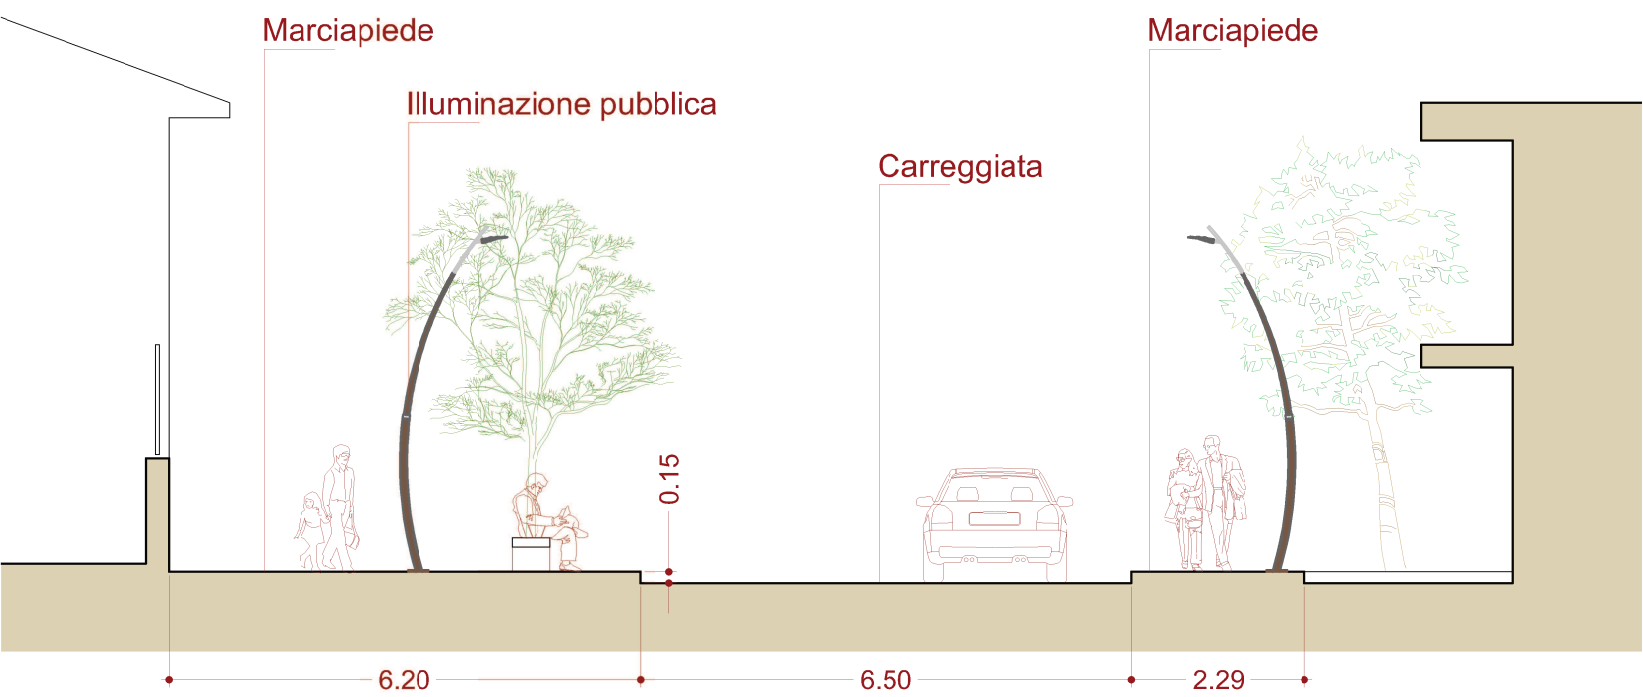 Marciapiede
Marciapiede
Illuminazione pubblica
Carreggiata
0.15
6.20
6.50
2.29